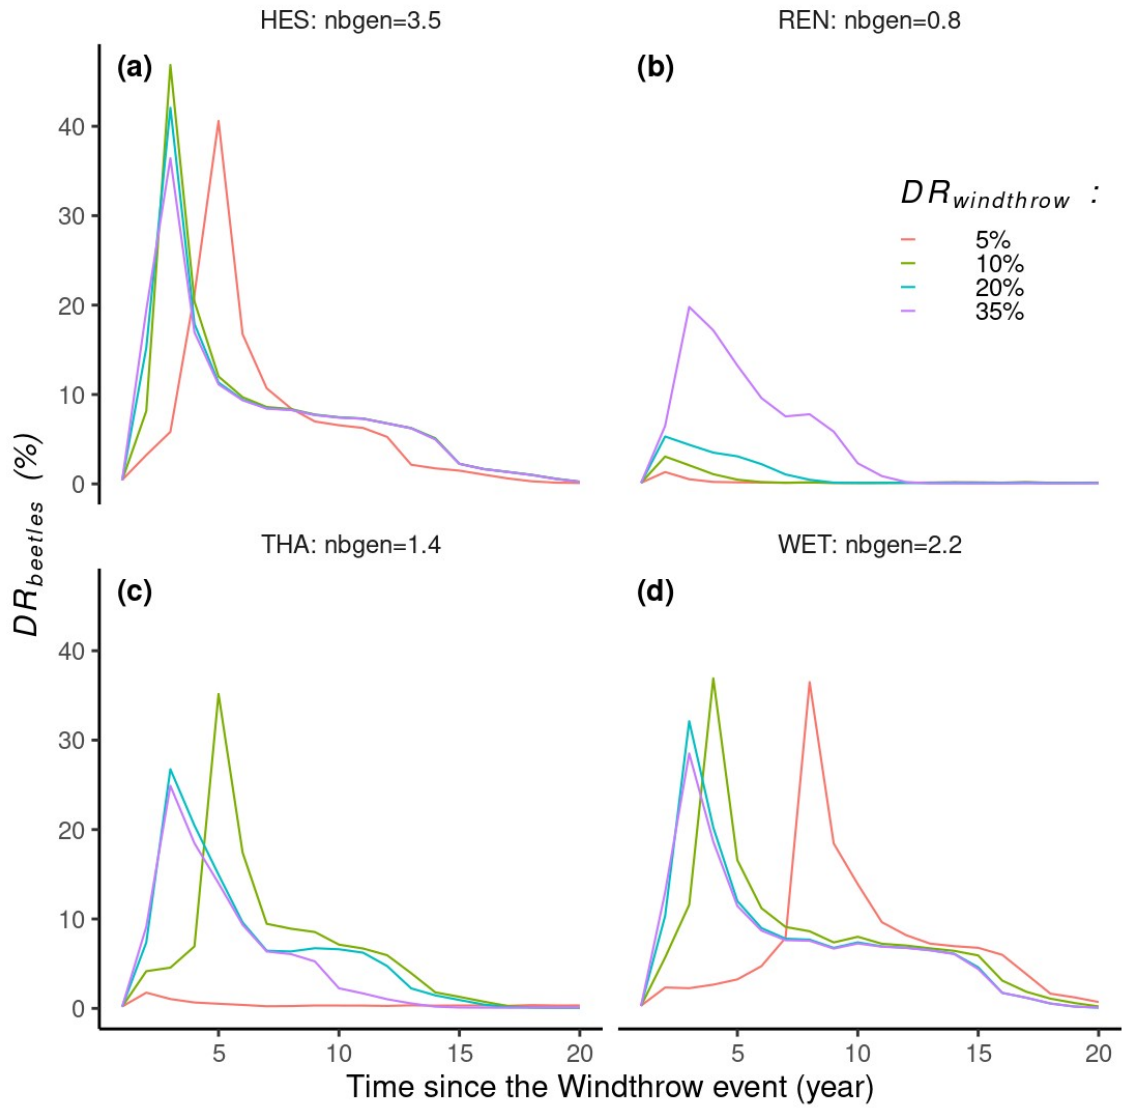 HES: nbgen=3.5
REN: nbgen=0.8
(a)
(b)
40
30
20
10
0
DRwindthrow :
5%
10%
20%
35%
DRbeetles (%)
THA: nbgen=1.4
WET: nbgen=2.2
(c)
(d)
40
30
20
10
0
5
10
15
20
5
10
15
20
Time since the Windthrow event (year)